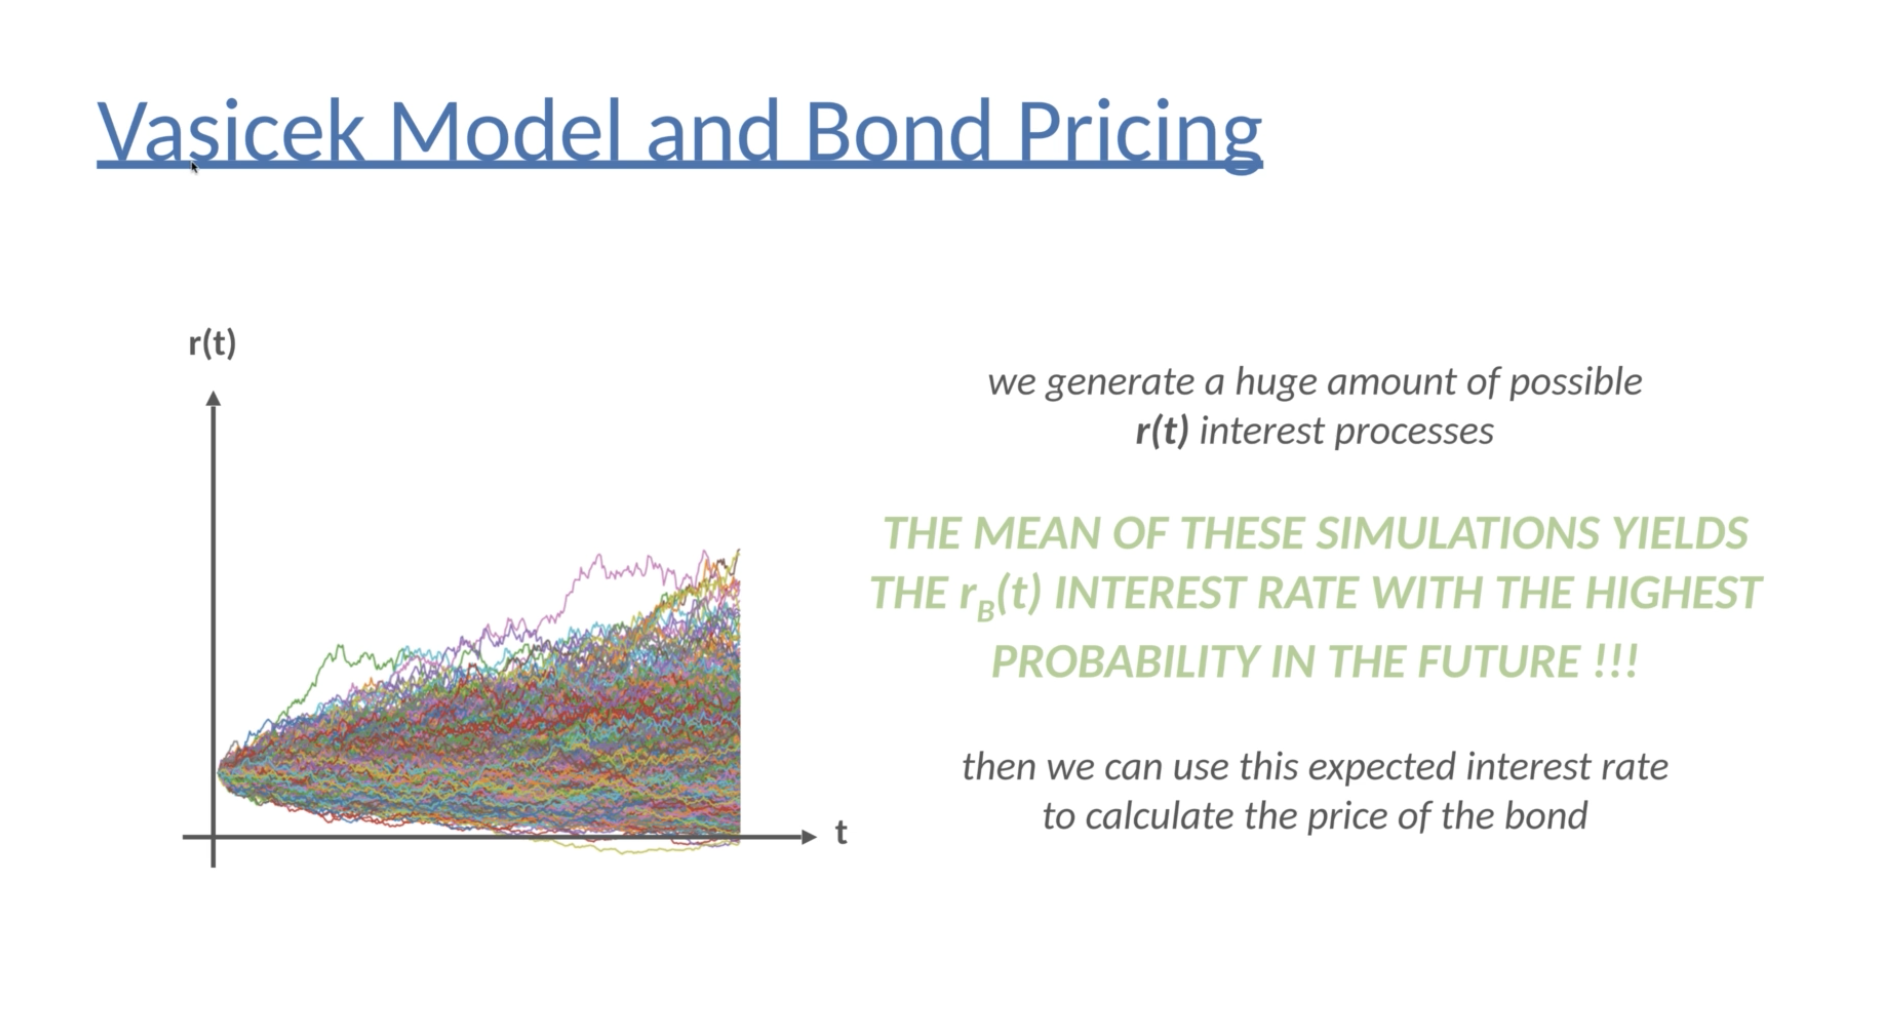 Vasicek Model and Bond Pricing
r(t)
t
we generate a huge amount of possible
r(t) interest processes
THE MEAN OF THESE SIMULATIONS YIELDS
THE rB(t) INTEREST RATE WITH THE HIGHEST
PROBABILITY IN THE FUTURE !!!
then we can use this expected interest rate
to calculate the price of the bond